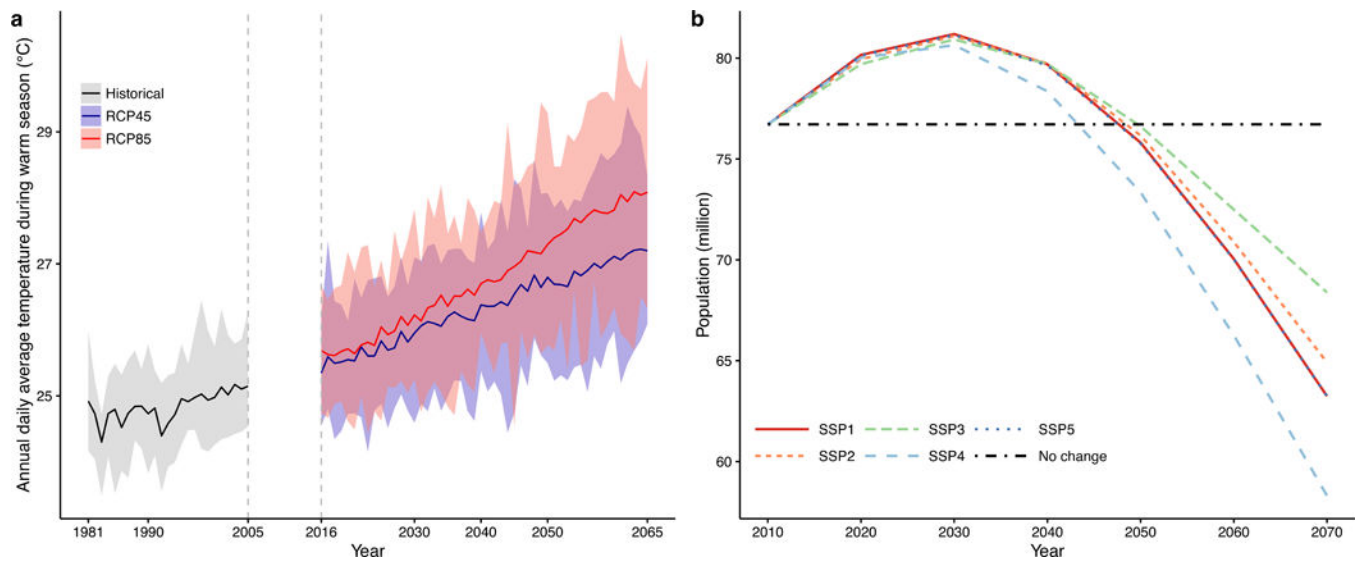 a
Annual daily average temperature during warm season (°C)
29
27
25
Historical
RCP45
RCP85
1981
1990
2005
2016
2030
2040
2050
2065
Year
b
Population (million)
80
75
70
65
60
SSP1
SSP3
SSP5
SSP2
SSP4
No change
2010
2020
2030
2040
2050
2060
2070
Year